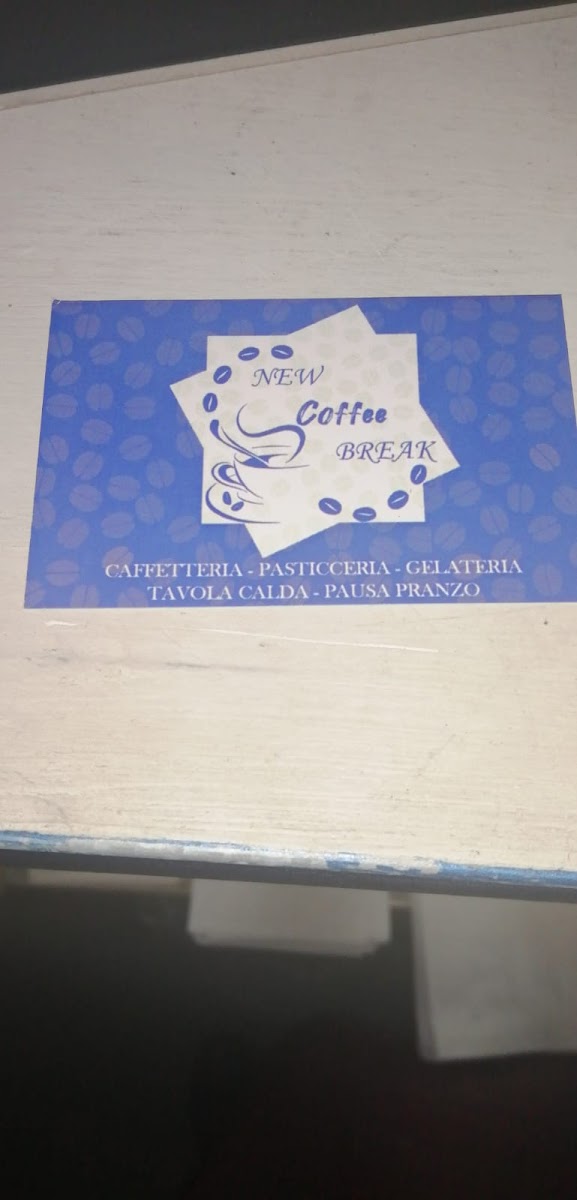 NEW
Coffee
BREAK
CAFFETTERIA - PASTICCERIA - GELATERIA
TAVOLA CALDA - PAUSA PRANZO